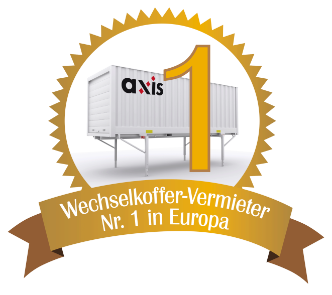 axis
1
Wechselkoffer-Vermieter
Nr. 1 in Europa